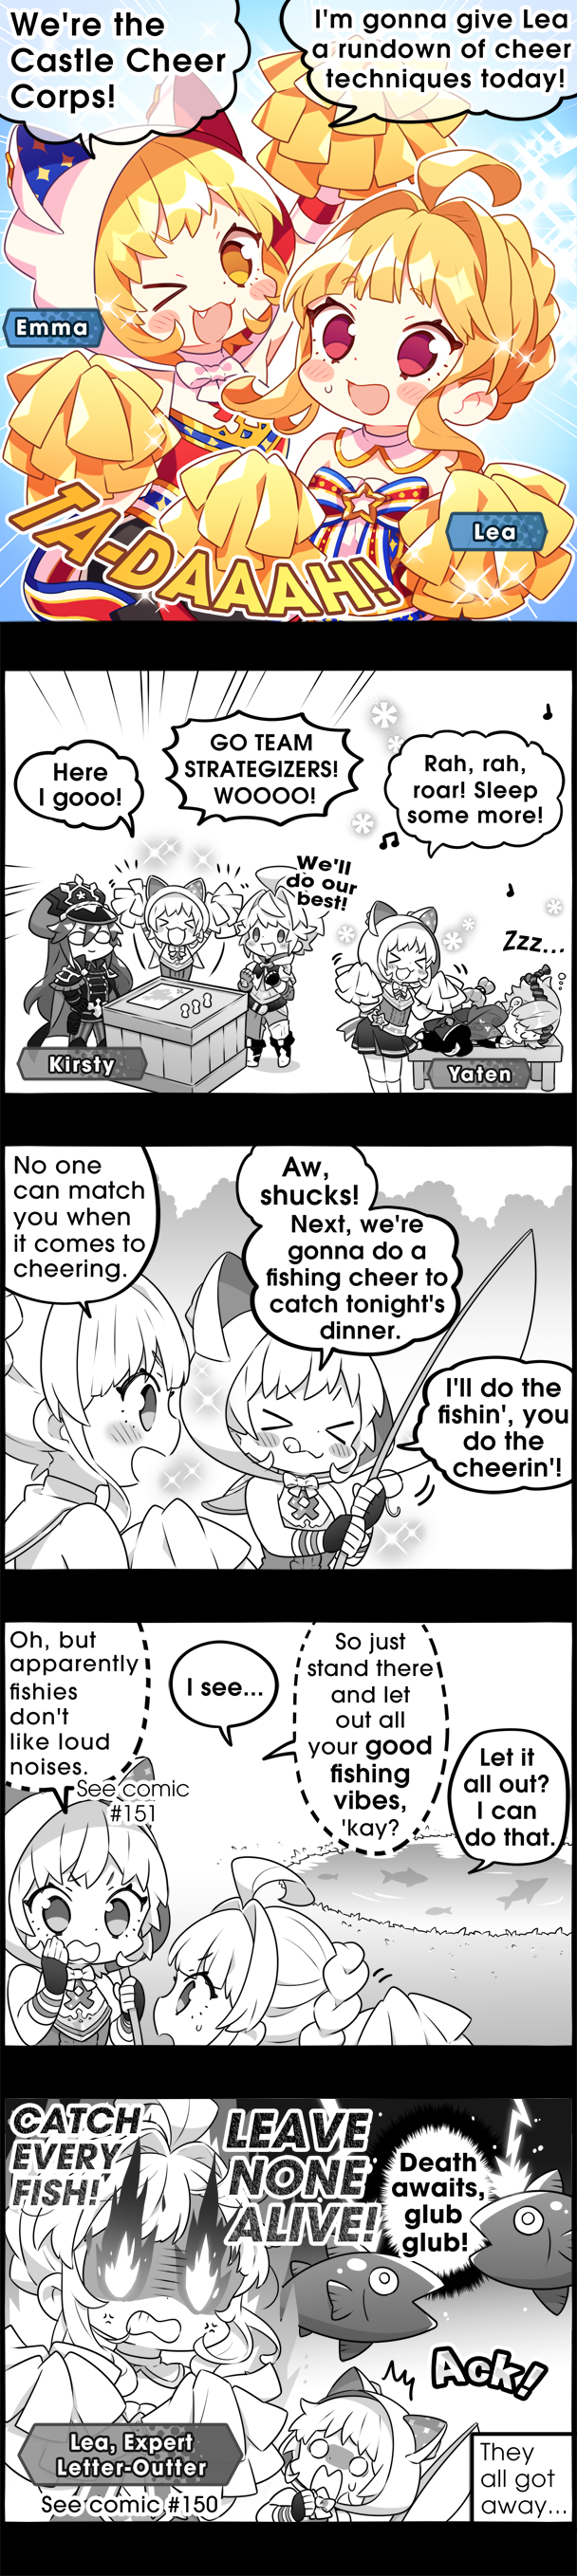 We're the
Castle Cheer
Corps!
I'm gonna give Lea
a rundown of cheer
techniques today!
Emma
Lea
TA-DAAAH!
Here
I gooo!
GO TEAM
STRATEGIZERS!
WOOOO!
Rah, rah,
roar! Sleep
some more!
We'll
do our
best!
Zzz...
Kirsty
Yaten
No one
can match
you when
it comes to
cheering.
Aw,
shucks!
Next, we're
gonna do a
fishing cheer to
catch tonight's
dinner.
I'll do the
fishin', you
do the
cheerin'!
Oh, but
apparently
fishies
don't
like loud
noises.
See comic
#151
I see...
So just
stand there
and let
out all
your good
fishing
vibes,
'kay?
Let it
all out?
I can
do that.
CATCH
EVERY
FISH!
LEAVE
NONE
ALIVE!
Death
awaits,
glub
glub!
Ack!
Lea, Expert
Letter-Outter
See comic #150
They
all got
away...